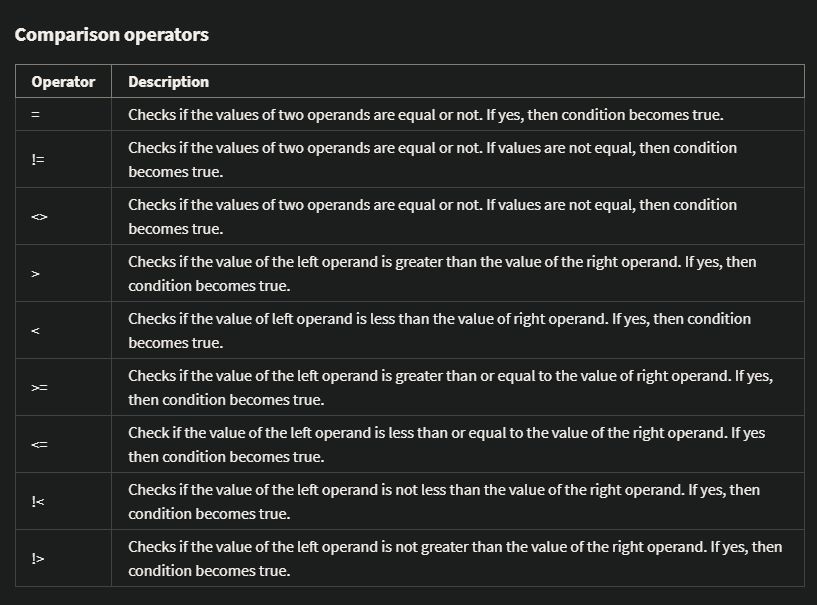 Comparison operators
Operator Description
= Checks if the values of two operands are equal or not. If yes, then condition becomes true.
!= Checks if the values of two operands are equal or not. If values are not equal, then condition
becomes true.
<> Checks if the values of two operands are equal or not. If values are not equal, then condition
becomes true.
> Checks if the value of the left operand is greater than the value of the right operand. If yes, then
condition becomes true.
< Checks if the value of left operand is less than the value of right operand. If yes, then condition
becomes true.
>= Checks if the value of the left operand is greater than or equal to the value of right operand. If yes,
then condition becomes true.
<= Check if the value of the left operand is less than or equal to the value of the right operand. If yes
then condition becomes true.
!< Checks if the value of the left operand is not less than the value of the right operand. If yes, then
condition becomes true.
!> Checks if the value of the left operand is not greater than the value of the right operand. If yes, then
condition becomes true.